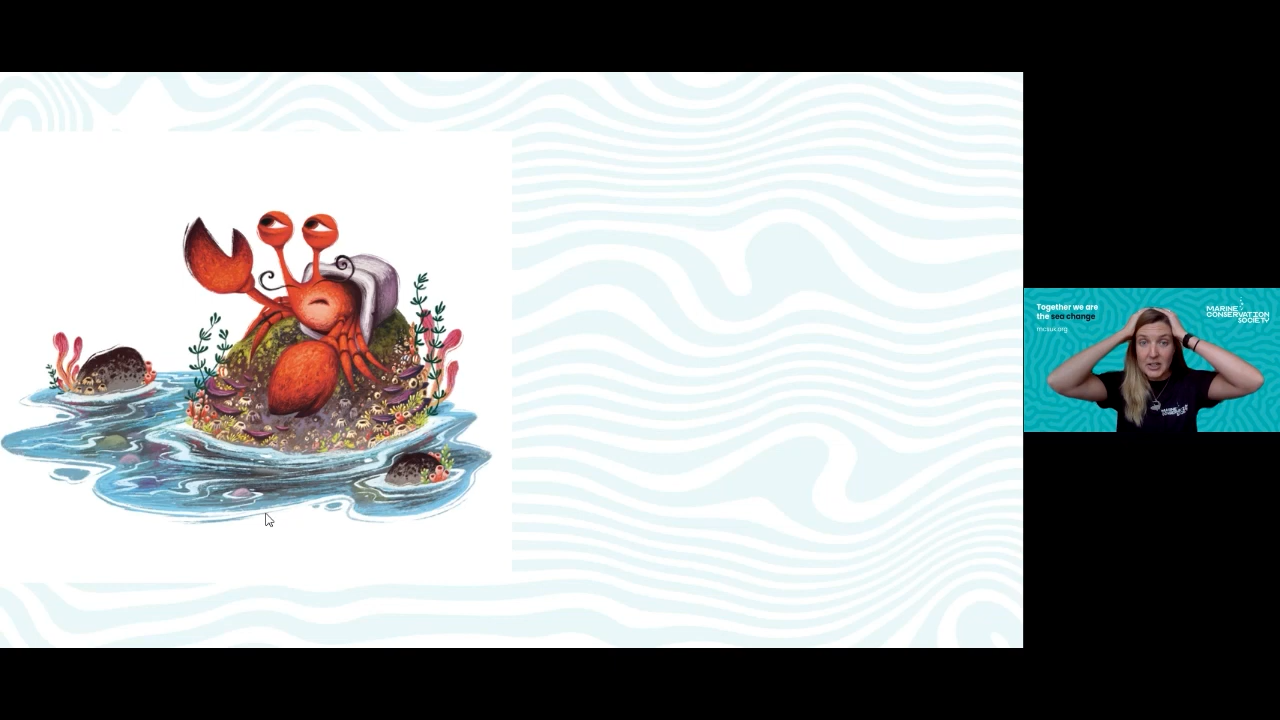 Together we are
the sea change
mcsuk.org
MARINE
CONSERVATION
SOCIETY